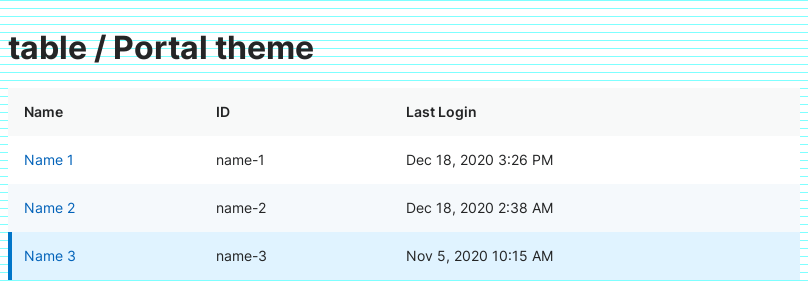 table / Portal theme
Name ID Last Login
Name 1 name-1 Dec 18, 2020 3:26 PM
Name 2 name-2 Dec 18, 2020 2:38 AM
Name 3 name-3 Nov 5, 2020 10:15 AM